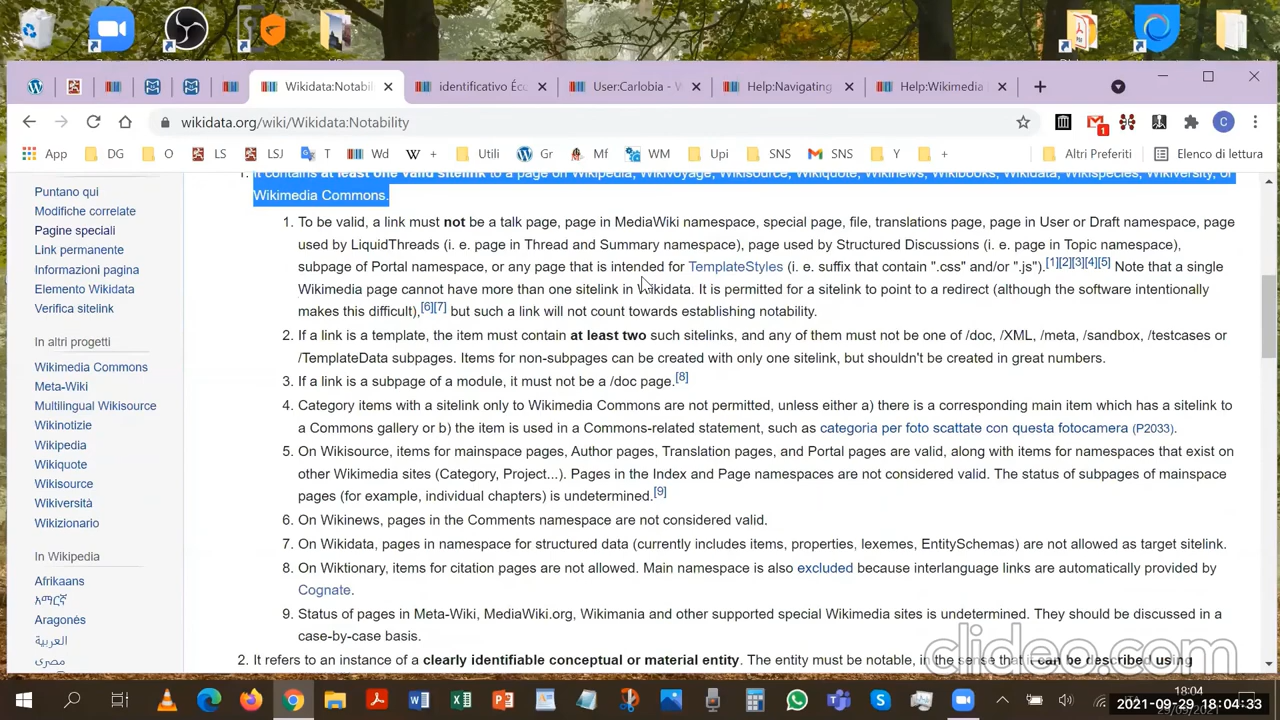 Wikidata:Notabil
identificativo Éco
User:Carlobia - W
Help:Navigating
Help:Wikimedia
wikidata.org/wiki/Wikidata:Notability
1
C
App
DG
O
LS
LSJ
T
Wd
+
Utili
Gr
Mf
WM
Upi
SNS
SNS
Y
+
Altri Preferiti
Elenco di lettura
Puntano qui
Modifiche correlate
Pagine speciali
Link permanente
Informazioni pagina
Elemento Wikidata
Verifica sitelink
In altri progetti
Wikimedia Commons
Meta-Wiki
Multilingual Wikisource
Wikinotizie
Wikipedia
Wikiquote
Wikisource
Wikiversità
Wikizionario
In Wikipedia
Afrikaans
አማርኛ
Aragonés
العربية
مصرى
1. It contains at least one valid sitelink to a page on Wikipedia, Wikivoyage, Wikisource, Wikiquote, Wikinews, Wikibooks, Wikidata, Wikispecies, Wikiversity, or
Wikimedia Commons.
1. To be valid, a link must not be a talk page, page in MediaWiki namespace, special page, file, translations page, page in User or Draft namespace, page
used by LiquidThreads (i. e. page in Thread and Summary namespace), page used by Structured Discussions (i. e. page in Topic namespace),
subpage of Portal namespace, or any page that is intended for TemplateStyles (i. e. suffix that contain ".css" and/or ".js").[1][2][3][4][5] Note that a single
Wikimedia page cannot have more than one sitelink in Wikidata. It is permitted for a sitelink to point to a redirect (although the software intentionally
makes this difficult),[6][7] but such a link will not count towards establishing notability.
2. If a link is a template, the item must contain at least two such sitelinks, and any of them must not be one of /doc, /XML, /meta, /sandbox, /testcases or
/TemplateData subpages. Items for non-subpages can be created with only one sitelink, but shouldn't be created in great numbers.
3. If a link is a subpage of a module, it must not be a /doc page.[8]
4. Category items with a sitelink only to Wikimedia Commons are not permitted, unless either a) there is a corresponding main item which has a sitelink to
a Commons gallery or b) the item is used in a Commons-related statement, such as categoria per foto scattate con questa fotocamera (P2033).
5. On Wikisource, items for mainspace pages, Author pages, Translation pages, and Portal pages are valid, along with items for namespaces that exist on
other Wikimedia sites (Category, Project...). Pages in the Index and Page namespaces are not considered valid. The status of subpages of mainspace
pages (for example, individual chapters) is undetermined.[9]
6. On Wikinews, pages in the Comments namespace are not considered valid.
7. On Wikidata, pages in namespace for structured data (currently includes items, properties, lexemes, EntitySchemas) are not allowed as target sitelink.
8. On Wiktionary, items for citation pages are not allowed. Main namespace is also excluded because interlanguage links are automatically provided by
Cognate.
9. Status of pages in Meta-Wiki, MediaWiki.org, Wikimania and other supported special Wikimedia sites is undetermined. They should be discussed in a
case-by-case basis.
2. It refers to an instance of a clearly identifiable conceptual or material entity. The entity must be notable, in the sense that it can be described using
clideo.com
18:04
2021-09-29 18:04:33